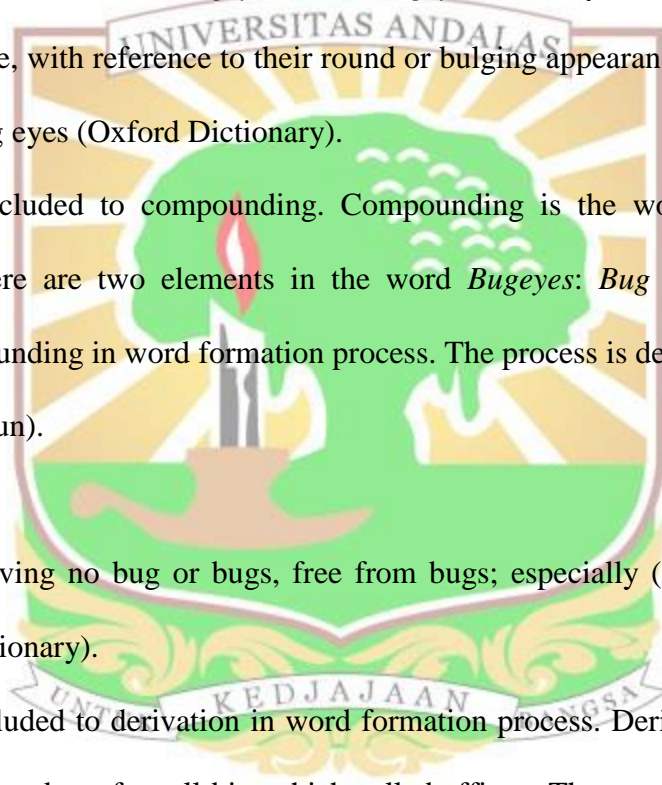 UNIVERSITAS ANDALAS
e, with reference to their round or bulging appearan
g eyes (Oxford Dictionary).
cluded to compounding. Compounding is the wo
ere are two elements in the word Bugeyes: Bug
unding in word formation process. The process is de
un).
ving no bug or bugs, free from bugs; especially (
tionary).
luded to derivation in word formation process. Deri
UNTUK KEDJAJAAN BANGSA